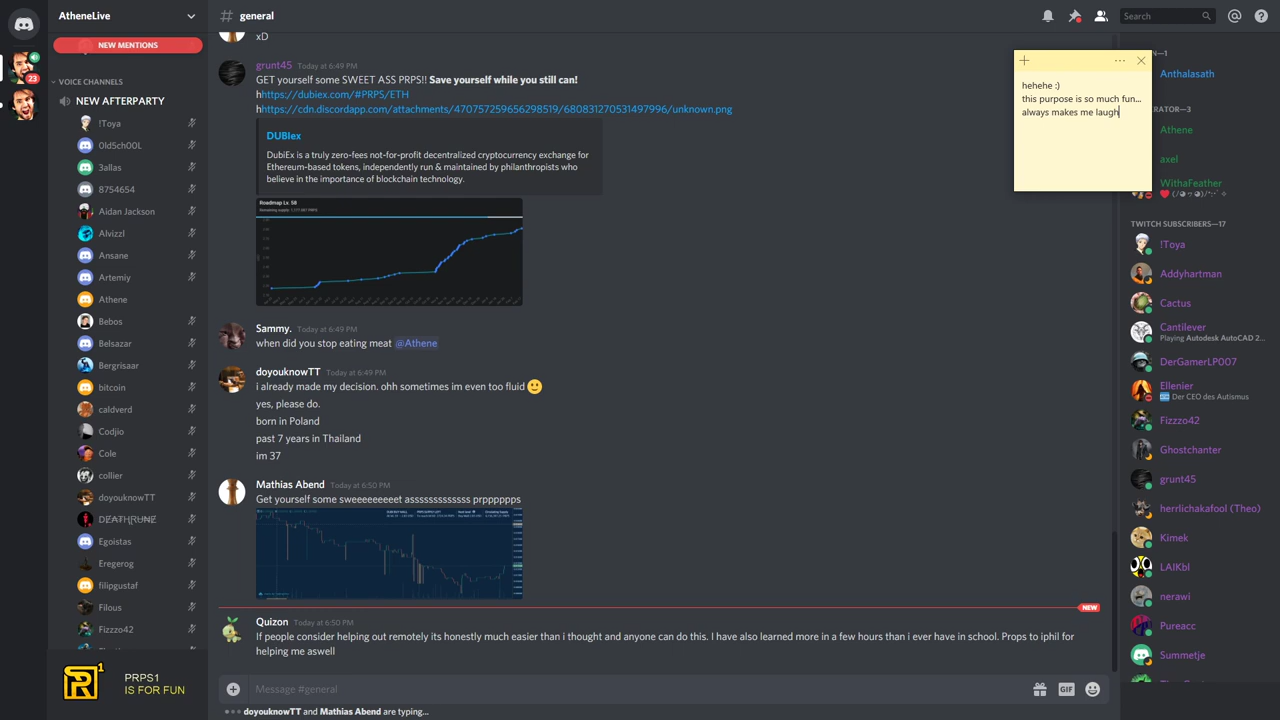 AtheneLive
general
Search
NEW MENTIONS
23
VOICE CHANNELS
NEW AFTERPARTY
!Toya
0ld5ch00L
3allas
8754654
Aidan Jackson
Alvizzl
Ansane
Artemiy
Athene
Bebos
Belsazar
Bergrisaar
bitcoin
caldverd
Codjio
Cole
collier
doyouknowTT
DEATHRUNE
Egoistas
Eregerog
filipgustaf
Filous
Fizzzo42
PRPS1
IS FOR FUN
xD
grunt45 Today at 6:49 PM
GET yourself some SWEET ASS PRPS!! Save yourself while you still can!
hhttps://dubiex.com/#PRPS/ETH
hhttps://cdn.discordapp.com/attachments/470757259656298519/680831270531497996/unknown.png
DUBIex
DubiEx is a truly zero-fees not-for-profit decentralized cryptocurrency exchange for
Ethereum-based tokens, independently run & maintained by philanthropists who
believe in the importance of blockchain technology.
Roadmap Lv. 58
Sammy. Today at 6:49 PM
when did you stop eating meat @Athene
doyouknowTT Today at 6:49 PM
i already made my decision. ohh sometimes im even too fluid
yes, please do.
born in Poland
past 7 years in Thailand
im 37
Mathias Abend Today at 6:50 PM
Get yourself some sweeeeeeeeet asssssssssssss prpppppps
NEW
Quizon Today at 6:50 PM
If people consider helping out remotely its honestly much easier than i thought and anyone can do this. I have also learned more in a few hours than i ever have in school. Props to iphil for
helping me aswell
Message #general
GIF
doyouknowTT and Mathias Abend are typing...
hehehe :)
this purpose is so much fun...
always makes me laugh
—1
Anthalasath
ERATOR—3
Athene
axel
WithaFeather
TWITCH SUBSCRIBERS—17
!Toya
Addyhartman
Cactus
Cantilever
Playing Autodesk AutoCAD 2...
DerGamerLP007
Ellenier
Der CEO des Autismus
Fizzzo42
Ghostchanter
grunt45
herrlichakafool (Theo)
Kimek
LAIKbl
nerawi
Pureacc
Summetje